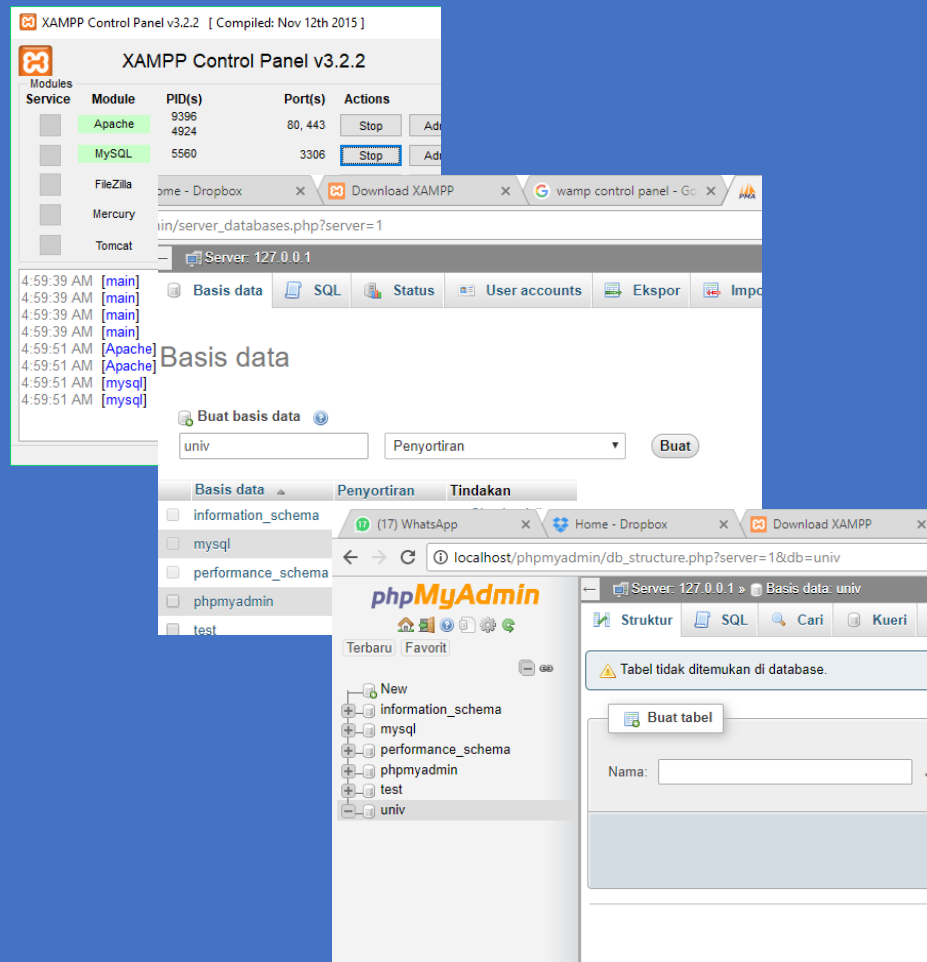 XAMPP Control Panel v3.2.2 [ Compiled: Nov 12th 2015 ]
XAMPP Control Panel v3.2.2
Modules
Service Module PID(s) Port(s) Actions
Apache 9396 4924 80, 443 Stop
MySQL 5560 3306 Stop
FileZilla
Mercury
Tomcat
4:59:39 AM [main]
4:59:39 AM [main]
4:59:39 AM [main]
4:59:39 AM [main]
4:59:51 AM [Apache]
4:59:51 AM [Apache]
4:59:51 AM [mysql]
4:59:51 AM [mysql]
ome - Dropbox Download XAMPP wamp control panel - Go PMA
in/server_databases.php?server=1
Server: 127.0.0.1
Basis data SQL Status User accounts Ekspor Impo
Basis data
Buat basis data
univ Penyortiran Buat
Basis data Penyortiran Tindakan
information_schema
mysql
performance_schema
phpmyadmin
test
(17) WhatsApp Home - Dropbox Download XAMPP
localhost/phpmyadmin/db_structure.php?server=1&db=univ
phpMyAdmin
Terbaru Favorit
New
information_schema
mysql
performance_schema
phpmyadmin
test
univ
Server: 127.0.0.1 » Basis data: univ
Struktur SQL Cari Kueri
Tabel tidak ditemukan di database.
Buat tabel
Nama: